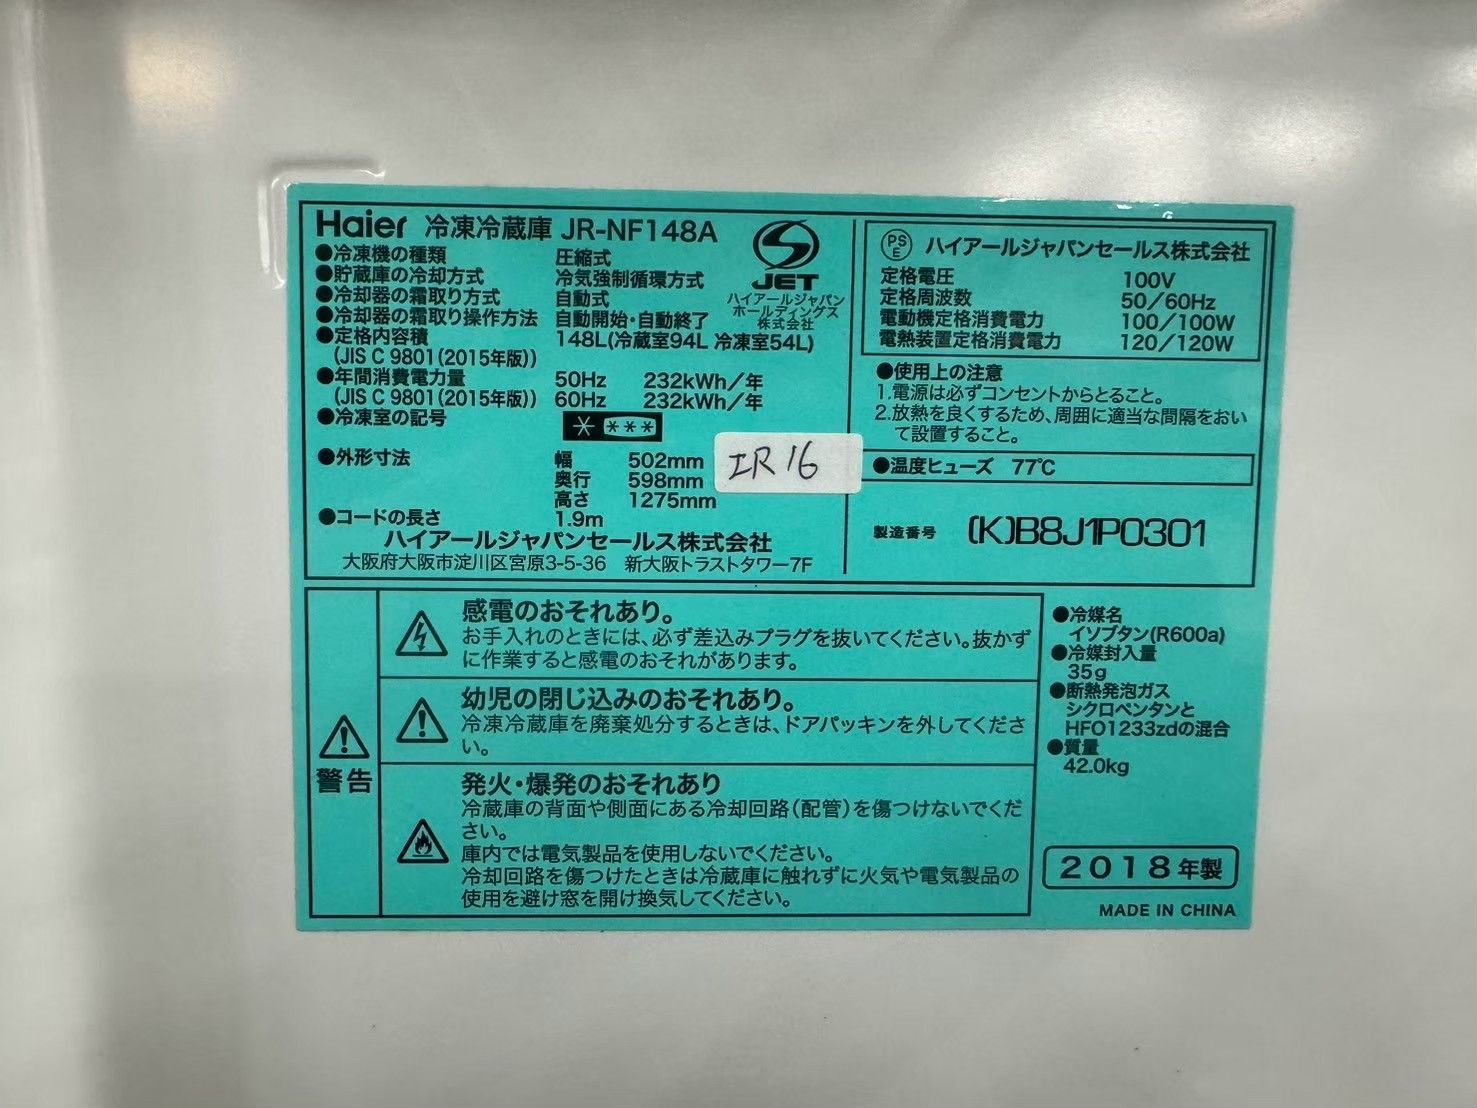 Haier 冷凍冷蔵庫 JR-NF148A
●冷凍機の種類 圧縮式
●貯蔵庫の冷却方式 冷気強制循環方式
●冷却器の霜取り方式 自動式
●冷却器の霜取り操作方法 自動開始・自動終了
●定格内容積 148L(冷蔵室94L 冷凍室54L)
(JIS C 9801(2015年版))
●年間消費電力量 50Hz 232kWh/年
(JIS C 9801(2015年版)) 60Hz 232kWh/年
●冷凍室の記号
●外形寸法 幅 502mm
奥行 598mm
高さ 1275mm
●コードの長さ 1.9m
ハイアールジャパンセールス株式会社
大阪府大阪市淀川区宮原3-5-36 新大阪トラストタワー7F
JET
ハイアールジャパン
ホールディングス
株式会社
IR 16
PS
E
ハイアールジャパンセールス株式会社
定格電圧 100V
定格周波数 50/60Hz
電動機定格消費電力 100/100W
電熱装置定格消費電力 120/120W
●使用上の注意
1.電源は必ずコンセントからとること。
2.放熱を良くするため、周囲に適当な間隔をおい
て設置すること。
●温度ヒューズ 77℃
製造番号 (K)B8J1P0301
警告
感電のおそれあり。
お手入れのときには、必ず差込みプラグを抜いてください。抜かず
に作業すると感電のおそれがあります。
幼児の閉じ込みのおそれあり。
冷凍冷蔵庫を廃棄処分するときは、ドアパッキンを外してくださ
い。
発火・爆発のおそれあり
冷蔵庫の背面や側面にある冷却回路(配管)を傷つけないでくだ
さい。
庫内では電気製品を使用しないでください。
冷却回路を傷つけたときは冷蔵庫に触れずに火気や電気製品の
使用を避け窓を開け換気してください。
●冷媒名
イソブタン(R600a)
●冷媒封入量
35g
●断熱発泡ガス
シクロペンタンと
HFO1233zdの混合
●質量
42.0kg
2018年製
MADE IN CHINA